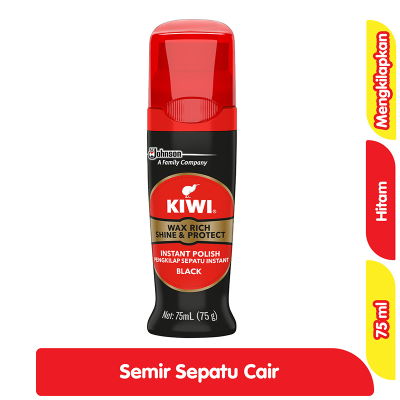 SC Johnson
A Family Company
KIWI®
WAX RICH
SHINE & PROTECT
INSTANT POLISH
PENGKILAP SEPATU INSTANT
BLACK
Net: 75mL (75 g)
Mengkilapkan
Hitam
75 ml
Semir Sepatu Cair